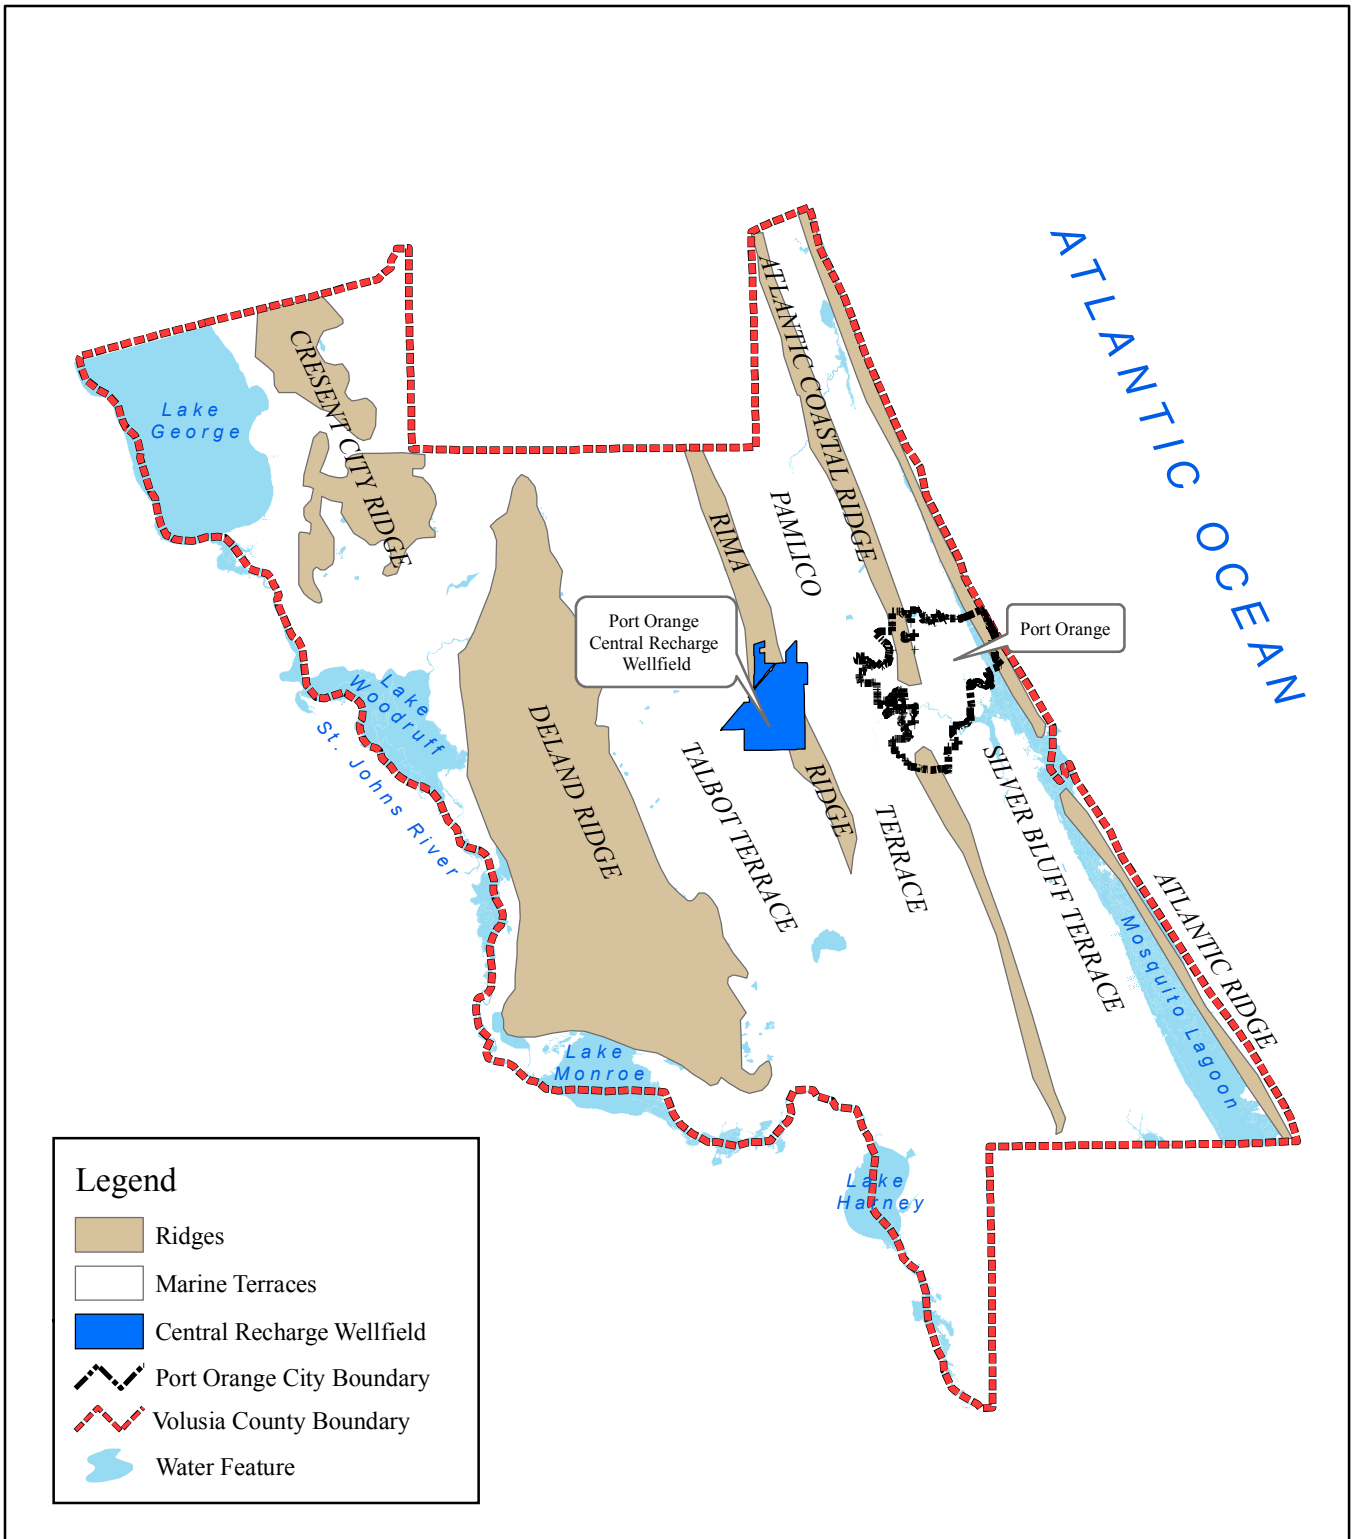 ATLANTIC OCEAN
ATLANTIC COASTAL RIDGE
CRESENT CITY RIDGE
Lake
George
RIMA
PAMLICO
Port Orange
Central Recharge
Wellfield
Port Orange
Lake
Woodruff
St. Johns River
DELAND RIDGE
TALBOT TERRACE
RIDGE
TERRACE
SILVER BLUFF TERRACE
ATLANTIC RIDGE
Mosquito Lagoon
Lake
Monroe
Lake
Harney
Legend
Ridges
Marine Terraces
Central Recharge Wellfield
Port Orange City Boundary
Volusia County Boundary
Water Feature